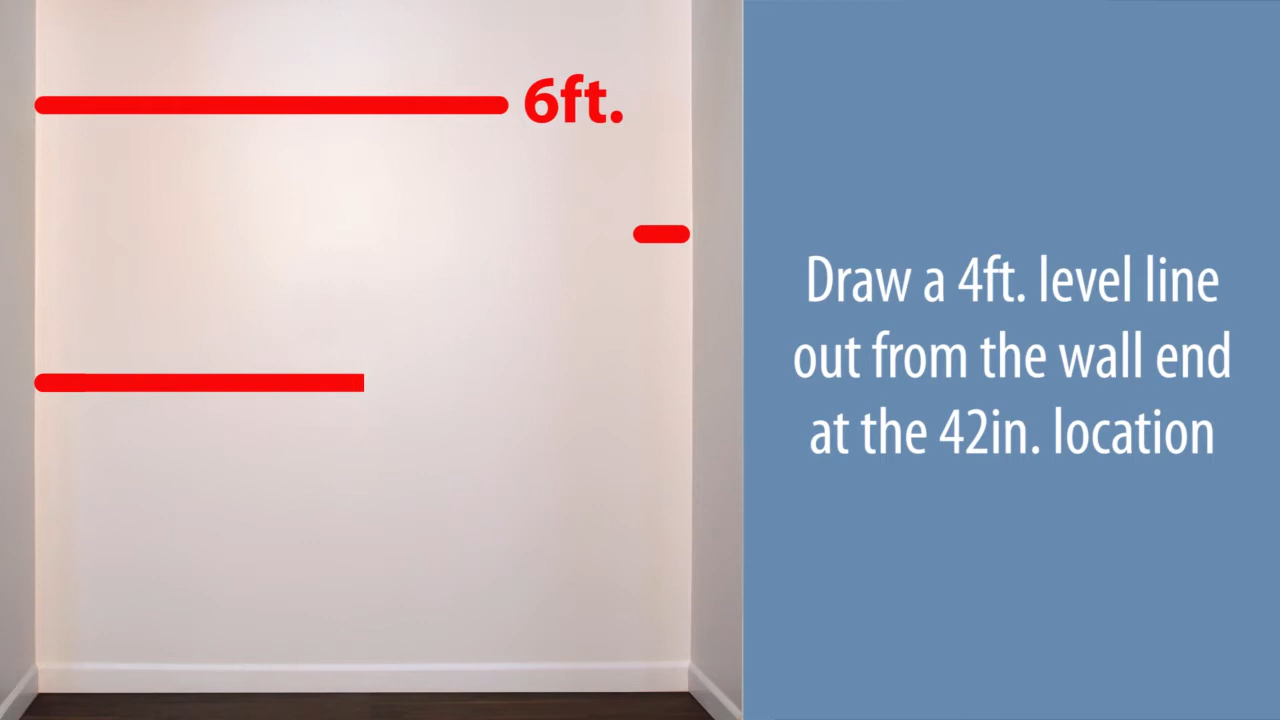 6ft.
Draw a 4ft. level line
out from the wall end
at the 42in. location